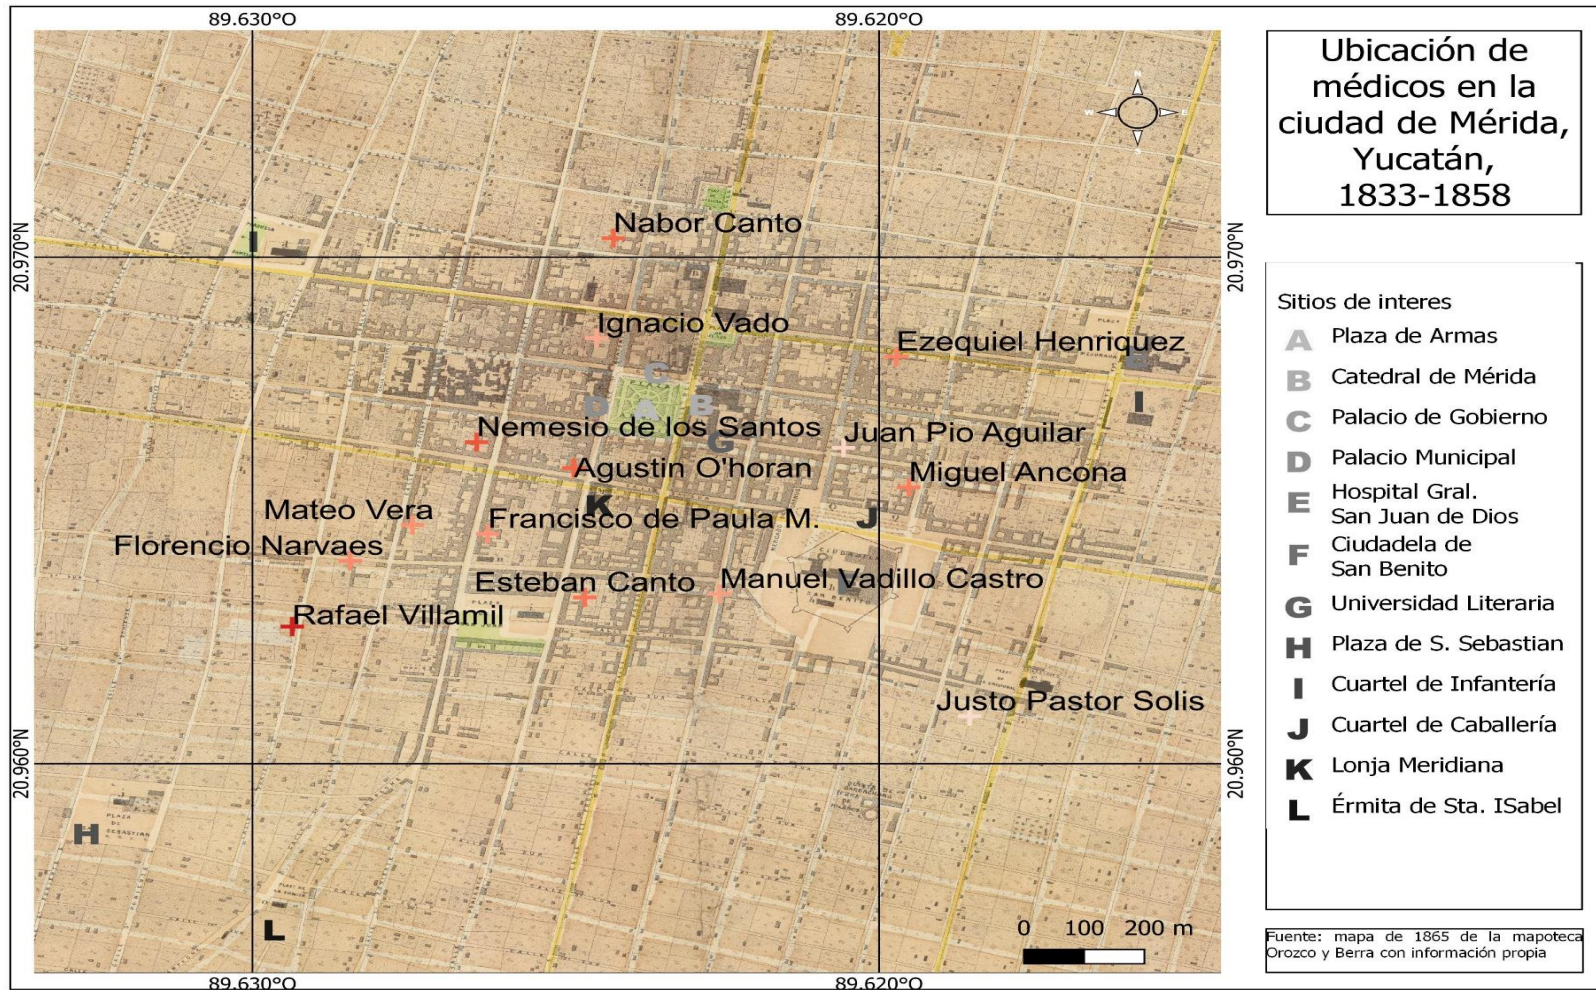 89.630°O
89.620°O
Ubicación de
médicos en la
ciudad de Mérida,
Yucatán,
1833-1858
N
W
E
S
20.970°N
20.970°N
Nabor Canto
I
Ignacio Vado
Ezequiel Henriquez
E
C
D
A
B
I
Nemesio de los Santos
G
Juan Pio Aguilar
Agustin O'horan
Miguel Ancona
K
Mateo Vera
Francisco de Paula M.
J
Florencio Narvaes
Esteban Canto
Manuel Vadillo Castro
F
SAN BENITO
PLAZA
Rafael Villamil
Justo Pastor Solis
20.960°N
20.960°N
PLAZA
DE
SEBASTIAN
H
L
0 100 200 m
89.630°O
89.620°O
Sitios de interes
A Plaza de Armas
B Catedral de Mérida
C Palacio de Gobierno
D Palacio Municipal
E Hospital Gral.
San Juan de Dios
F Ciudadela de
San Benito
G Universidad Literaria
H Plaza de S. Sebastian
I Cuartel de Infantería
J Cuartel de Caballería
K Lonja Meridiana
L Érmita de Sta. ISabel
Fuente: mapa de 1865 de la mapoteca
Orozco y Berra con información propia